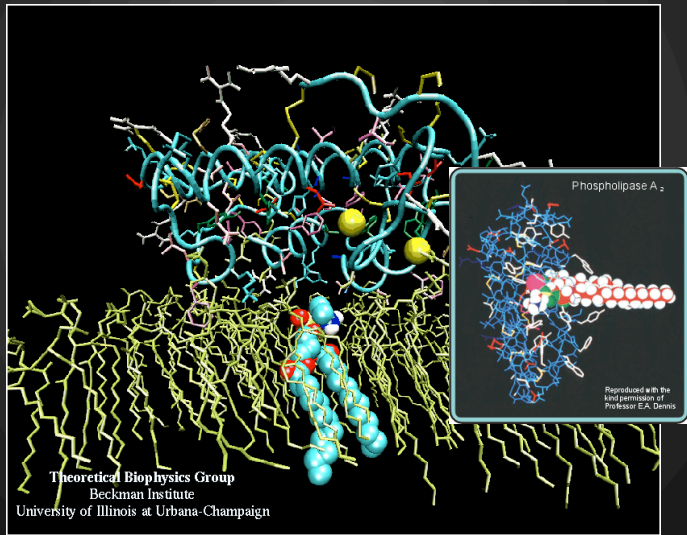 Phospholipase A₂
Reproduced with the
kind permission of
Professor E.A. Dennis
Theoretical Biophysics Group
Beckman Institute
University of Illinois at Urbana-Champaign